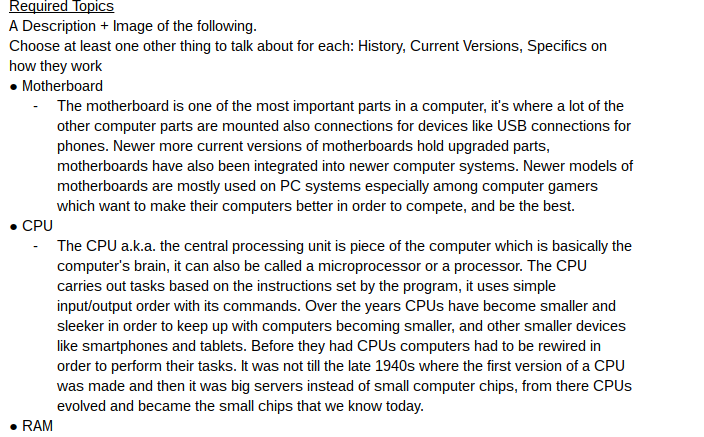 Required Topics
A Description + Image of the following.
Choose at least one other thing to talk about for each: History, Current Versions, Specifics on
how they work
● Motherboard
- The motherboard is one of the most important parts in a computer, it's where a lot of the
other computer parts are mounted also connections for devices like USB connections for
phones. Newer more current versions of motherboards hold upgraded parts,
motherboards have also been integrated into newer computer systems. Newer models of
motherboards are mostly used on PC systems especially among computer gamers
which want to make their computers better in order to compete, and be the best.
● CPU
- The CPU a.k.a. the central processing unit is piece of the computer which is basically the
computer's brain, it can also be called a microprocessor or a processor. The CPU
carries out tasks based on the instructions set by the program, it uses simple
input/output order with its commands. Over the years CPUs have become smaller and
sleeker in order to keep up with computers becoming smaller, and other smaller devices
like smartphones and tablets. Before they had CPUs computers had to be rewired in
order to perform their tasks. It was not till the late 1940s where the first version of a CPU
was made and then it was big servers instead of small computer chips, from there CPUs
evolved and became the small chips that we know today.
● RAM